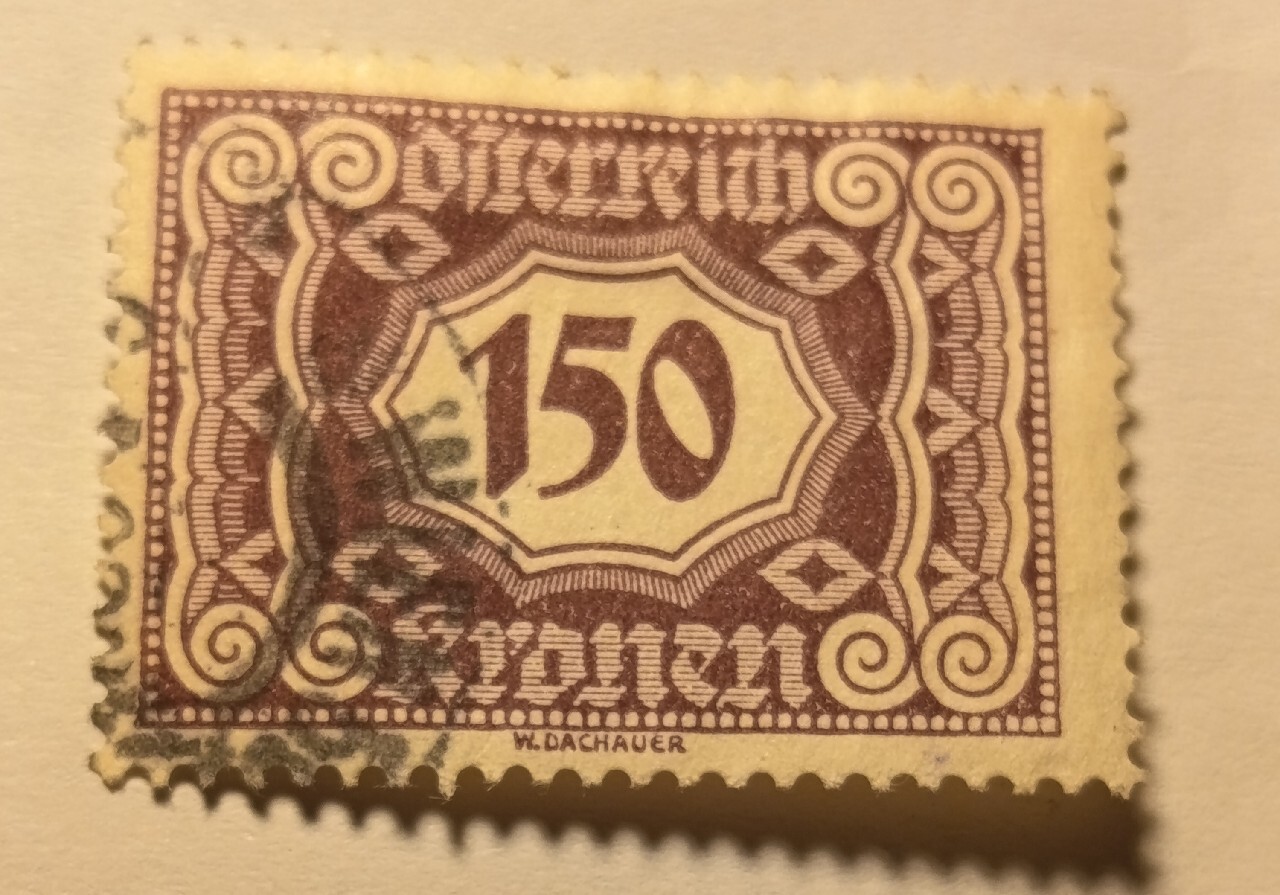 Österreich
150
Kronen
W. DACHAUER